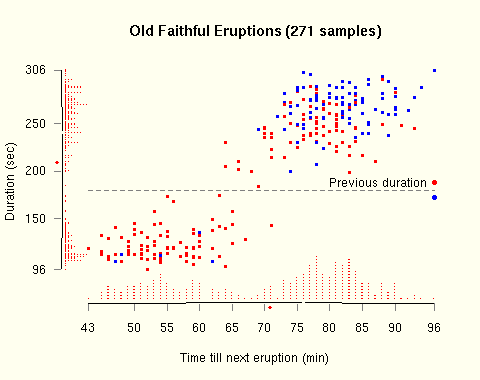 Old Faithful Eruptions (271 samples)
306
250
200
150
96
Duration (sec)
Previous duration
43 50 55 60 65 70 75 80 85 90 96
Time till next eruption (min)